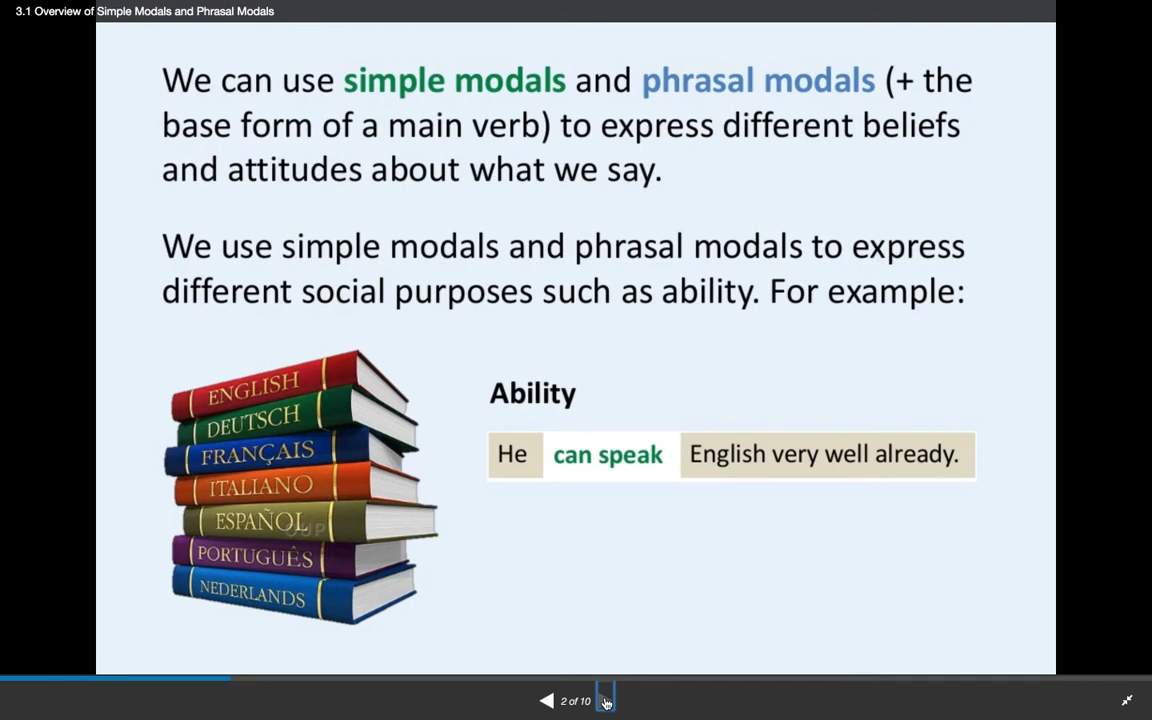 3.1 Overview of Simple Modals and Phrasal Modals
We can use simple modals and phrasal modals (+ the
base form of a main verb) to express different beliefs
and attitudes about what we say.
We use simple modals and phrasal modals to express
different social purposes such as ability. For example:
ENGLISH
DEUTSCH
FRANÇAIS
ITALIANO
ESPAÑOL
OUP
PORTUGUÊS
NEDERLANDS
Ability
He can speak English very well already.
2 of 10